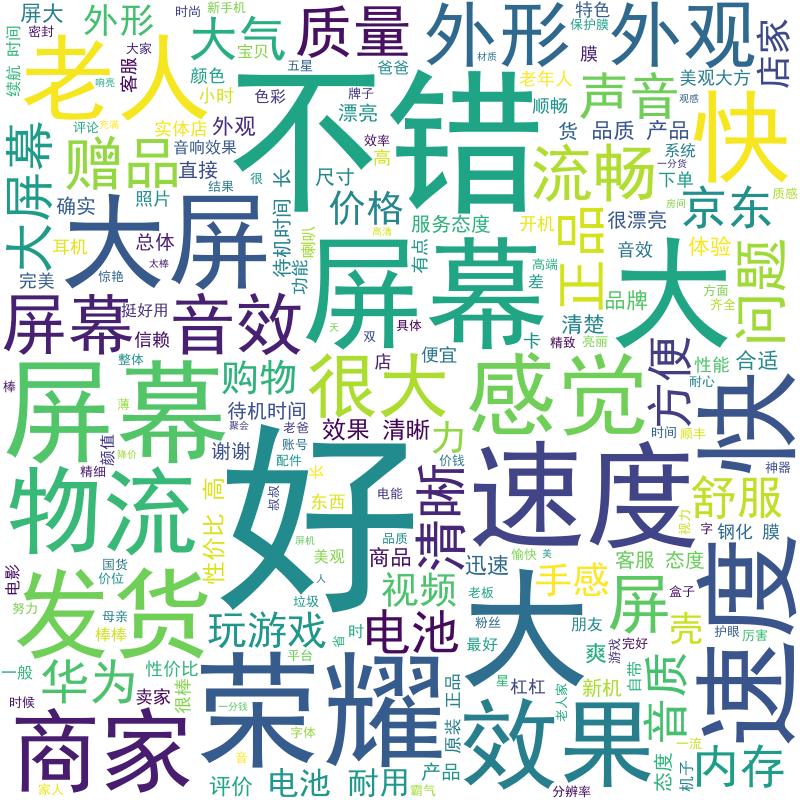 屏大
外形
时尚
新手机
质量
外形
外观
特色
保护膜
店家
密封
大家
大气
宝贝
五星
爸爸
材质
膜
续航 时间
响亮
老人
客服
颜色
小时
色彩
牌子
漂亮
不错
老年人
顺畅
声音
美观大方
观感
快
评论
充满
实体店
外观
效率
高
货
品质
产品
系统
一分货
大屏幕
赠品
音响效果
直接
结果
很
长
尺寸
流畅
下单
质感
房间
确实
照片
待机时间
价格
服务态度
开机
正品
很漂亮
京东
耳机
大屏
总体
喇叭
高清
有点
音效
体验
问题
完美
惊艳
太棒
功能
屏幕
高端
差
大
品牌
方面
齐全
屏幕
挺好用
信赖
音效
天
双
具体
卡
精致
清楚
亮丽
方便
性能
合适
耐心
整体
棒
薄
购物
店
很大
便宜
感觉
快
屏幕
待机时间
聚会
老爸
效果
清晰
力
时间
顺丰
神器
颜值
精细
降价
谢谢
账号
配件
长
价钱
清晰
速度
视力
舒服
字
钢化
膜
物流
高
性价比
好
叔叔
东西
电能
品质
屏机
美观
商品
人
迅速
愉快
美
手感
客服
态度
盒子
速度
电影
国货
价位
发货
努力
母亲
棒棒
垃圾
视频
老板
大
屏
壳
护眼
厉害
玩游戏
省
时
电池
最好
粉丝
朋友
爽
游戏
完好
一般
华为
性价比
很棒
平台
荣耀
正品
原装
星
杠杠
老人家
新机
自带
音质
时候
卖家
商家
一分钱
字体
音
效果
一流
态度
机子
内存
家人
评价
电池
耐用
霸气
产品
分辨率